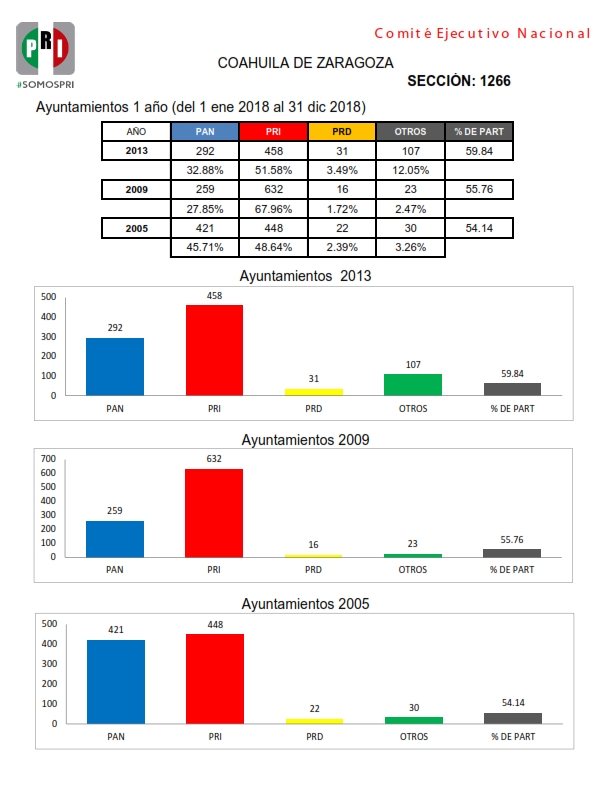 Comité Ejecutivo Nacional
PRI
#SOMOSPRI
COAHUILA DE ZARAGOZA
SECCIÓN: 1266
Ayuntamientos 1 año (del 1 ene 2018 al 31 dic 2018)
AÑO PAN PRI PRD OTROS % DE PART
2013 292 458 31 107 59.84
32.88% 51.58% 3.49% 12.05%
2009 259 632 16 23 55.76
27.85% 67.96% 1.72% 2.47%
2005 421 448 22 30 54.14
45.71% 48.64% 2.39% 3.26%
Ayuntamientos 2013
500
400
300
200
100
0
292 458 31 107 59.84
PAN PRI PRD OTROS % DE PART
Ayuntamientos 2009
700
600
500
400
300
200
100
0
259 632 16 23 55.76
PAN PRI PRD OTROS % DE PART
Ayuntamientos 2005
500
400
300
200
100
0
421 448 22 30 54.14
PAN PRI PRD OTROS % DE PART